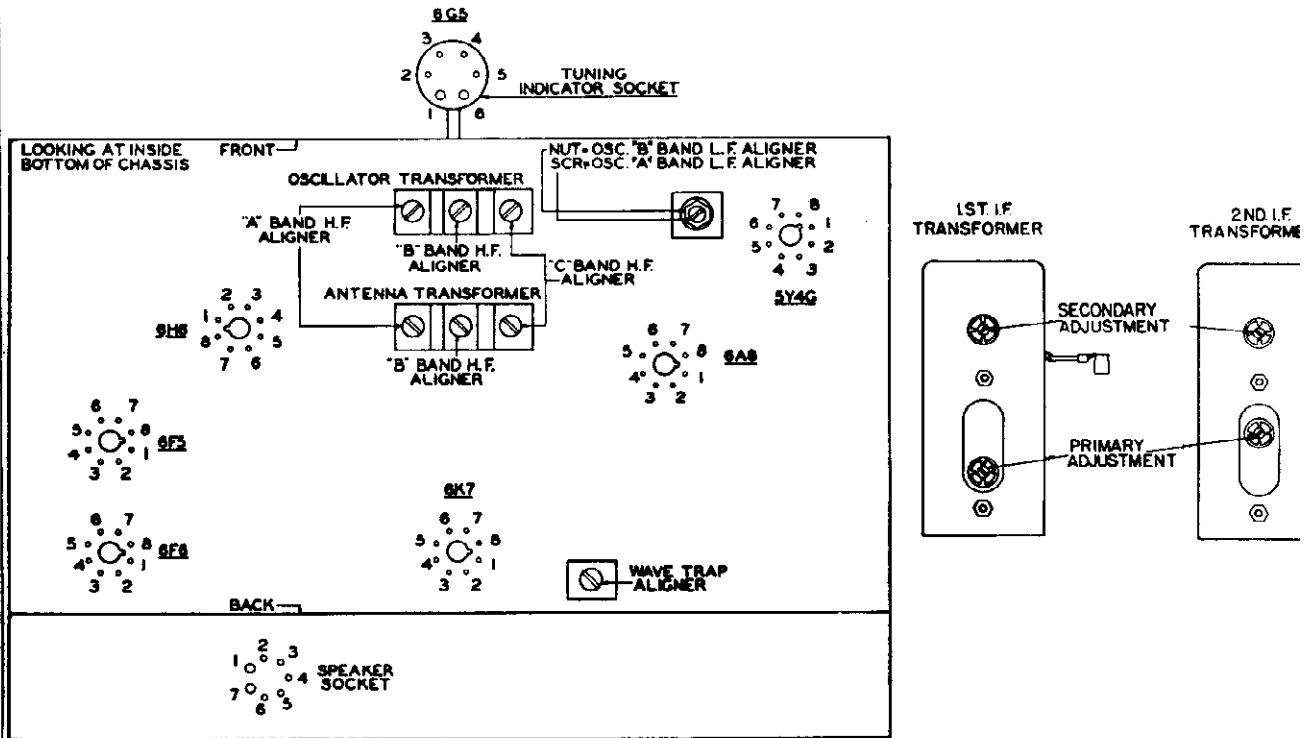 6G5
3 4
2 5
1 6
TUNING
INDICATOR SOCKET
LOOKING AT INSIDE
BOTTOM OF CHASSIS
FRONT
NUT=OSC. "B" BAND L.F. ALIGNER
SCR=OSC. "A" BAND L.F. ALIGNER
OSCILLATOR TRANSFORMER
"A" BAND H.F.
ALIGNER
"B" BAND H.F.
ALIGNER
"C" BAND H.F.
ALIGNER
ANTENNA TRANSFORMER
"B" BAND H.F.
ALIGNER
7 8
6 1
5 2
4 3
5Y4G
2 3
1 4
8 5
7 6
6H6
6 7
5 8
4 1
3 2
6A8
6 7
5 8
4 1
3 2
6F5
6 7
5 8
4 1
3 2
6F6
6K7
6 7
5 8
4 1
3 2
WAVE TRAP
ALIGNER
BACK
2 3
1 4
7 6 5
SPEAKER
SOCKET
1ST. I.F.
TRANSFORMER
2ND. I.F.
TRANSFORME
SECONDARY
ADJUSTMENT
PRIMARY
ADJUSTMENT